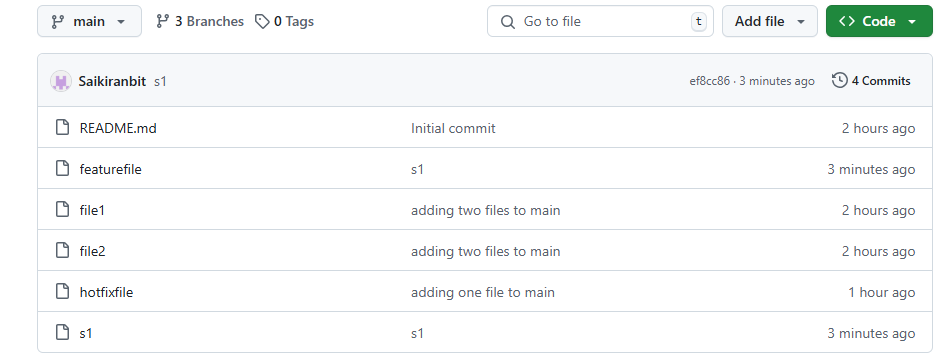 main 3 Branches 0 Tags Go to file t Add file Code
Saikiranbit s1 ef8cc86 · 3 minutes ago 4 Commits
README.md Initial commit 2 hours ago
featurefile s1 3 minutes ago
file1 adding two files to main 2 hours ago
file2 adding two files to main 2 hours ago
hotfixfile adding one file to main 1 hour ago
s1 s1 3 minutes ago